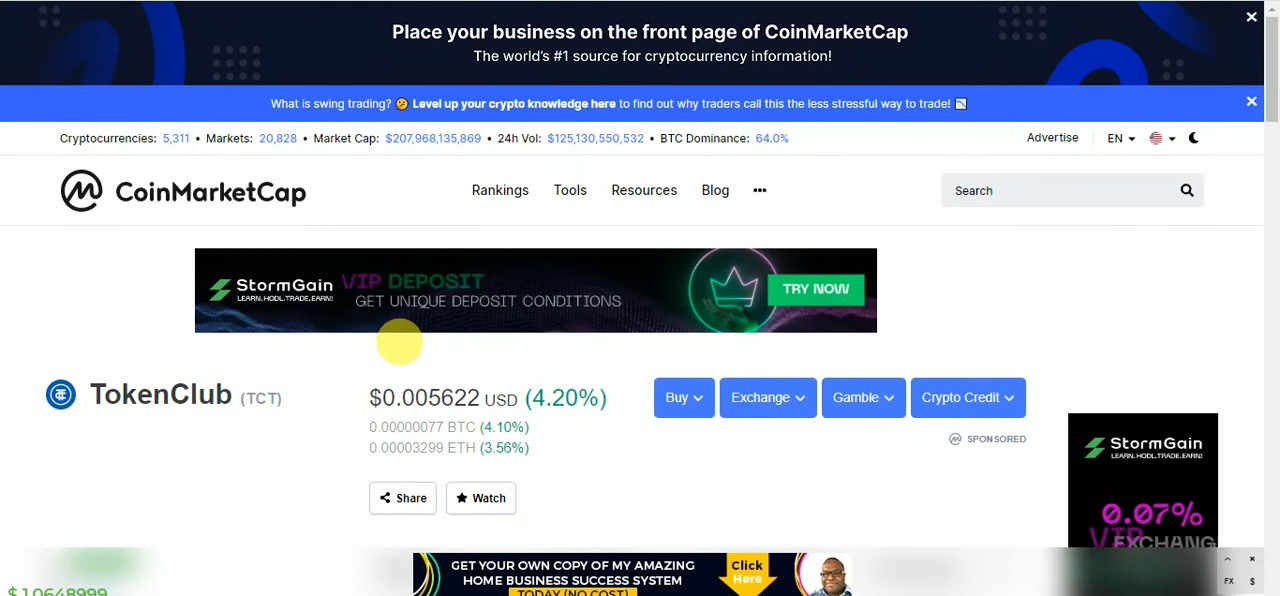 Place your business on the front page of CoinMarketCap
The world's #1 source for cryptocurrency information!
What is swing trading? 🤔 Level up your crypto knowledge here to find out why traders call this the less stressful way to trade! 📉
Cryptocurrencies: 5,311 • Markets: 20,828 • Market Cap: $207,968,135,869 • 24h Vol: $125,130,550,532 • BTC Dominance: 64.0%
Advertise EN
CoinMarketCap
Rankings Tools Resources Blog •••
Search
StormGain
LEARN.HODL.TRADE.EARN!
VIP DEPOSIT
GET UNIQUE DEPOSIT CONDITIONS
TRY NOW
TokenClub (TCT)
$0.005622 USD (4.20%)
0.00000077 BTC (4.10%)
0.00003299 ETH (3.56%)
Buy Exchange Gamble Crypto Credit
SPONSORED
Share Watch
StormGain
LEARN.HODL.TRADE.EARN!
0.07%
VIP
EXCHANG
GET YOUR OWN COPY OF MY AMAZING
HOME BUSINESS SUCCESS SYSTEM
TODAY (NO COST)
Click
Here
FX $
$1.0648999